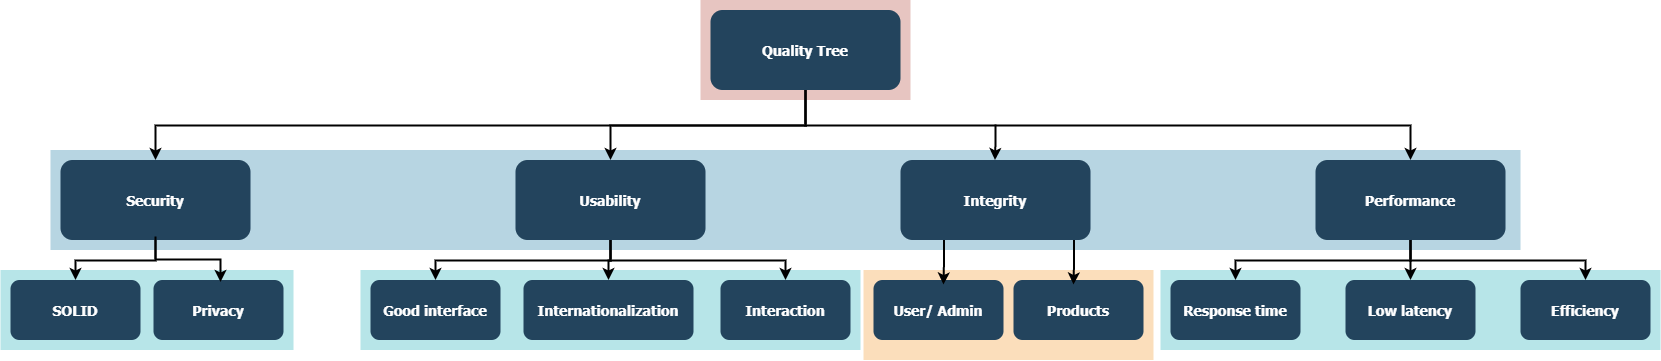 Quality Tree
Security
Usability
Integrity
Performance
SOLID
Privacy
Good interface
Internationalization
Interaction
User/ Admin
Products
Response time
Low latency
Efficiency